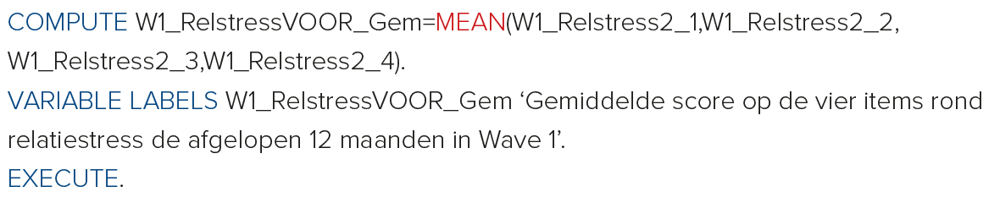 COMPUTE W1_RelstressVOOR_Gem=MEAN(W1_Relstress2_1,W1_Relstress2_2,
W1_Relstress2_3,W1_Relstress2_4).
VARIABLE LABELS W1_RelstressVOOR_Gem ‘Gemiddelde score op de vier items rond
relatiestress de afgelopen 12 maanden in Wave 1’.
EXECUTE.